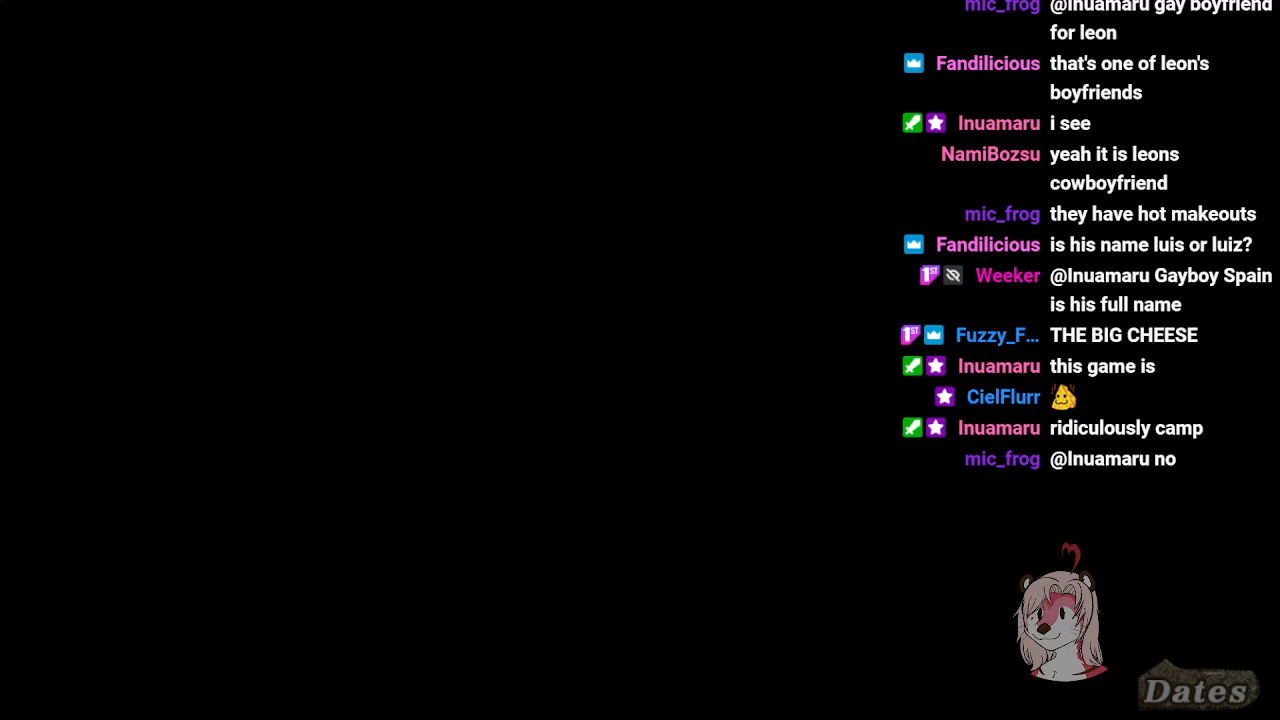 mic_frog @Inuamaru gay boyfriend
for leon
Fandilicious that's one of leon's
boyfriends
Inuamaru i see
NamiBozsu yeah it is leons
cowboyfriend
mic_frog they have hot makeouts
Fandilicious is his name luis or luiz?
1ST Weeker @Inuamaru Gayboy Spain
is his full name
1ST Fuzzy_F... THE BIG CHEESE
Inuamaru this game is
CielFlurr
Inuamaru ridiculously camp
mic_frog @Inuamaru no
Dates